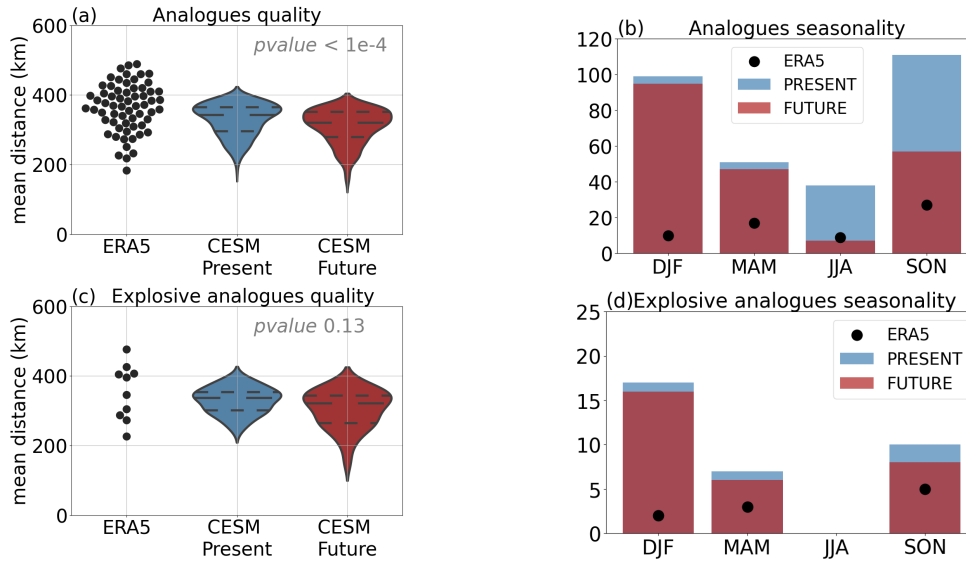 (a) Analogues quality
600
400
200
0
mean distance (km)
pvalue < 1e-4
ERA5
CESM
Present
CESM
Future
(b) Analogues seasonality
120
100
80
60
40
20
0
ERA5
PRESENT
FUTURE
DJF
MAM
JJA
SON
(c) Explosive analogues quality
600
400
200
0
mean distance (km)
pvalue 0.13
ERA5
CESM
Present
CESM
Future
(d)Explosive analogues seasonality
25
20
15
10
5
0
ERA5
PRESENT
FUTURE
DJF
MAM
JJA
SON